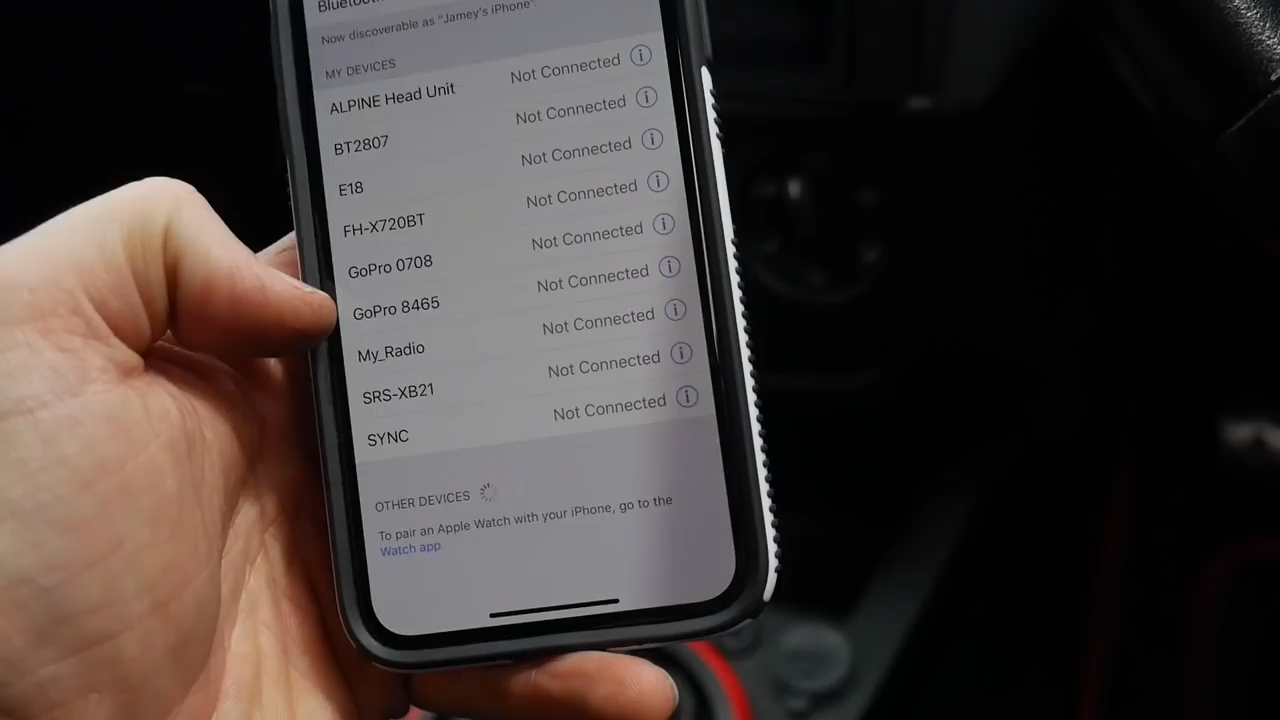 Now discoverable as "Jamey's iPhone".
MY DEVICES
ALPINE Head Unit Not Connected
BT2807 Not Connected
E18 Not Connected
FH-X720BT Not Connected
GoPro 0708 Not Connected
GoPro 8465 Not Connected
My_Radio Not Connected
SRS-XB21 Not Connected
SYNC Not Connected
OTHER DEVICES
To pair an Apple Watch with your iPhone, go to the
Watch app.